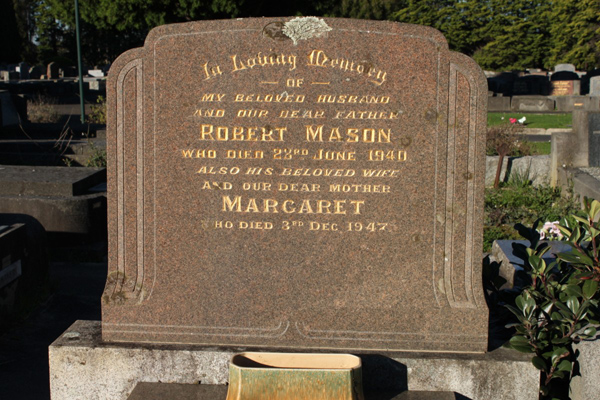 In Loving Memory
OF
MY BELOVED HUSBAND
AND OUR DEAR FATHER
ROBERT MASON
WHO DIED 23RD JUNE 1940
ALSO HIS BELOVED WIFE
AND OUR DEAR MOTHER
MARGARET
HO DIED 3RD DEC. 1947